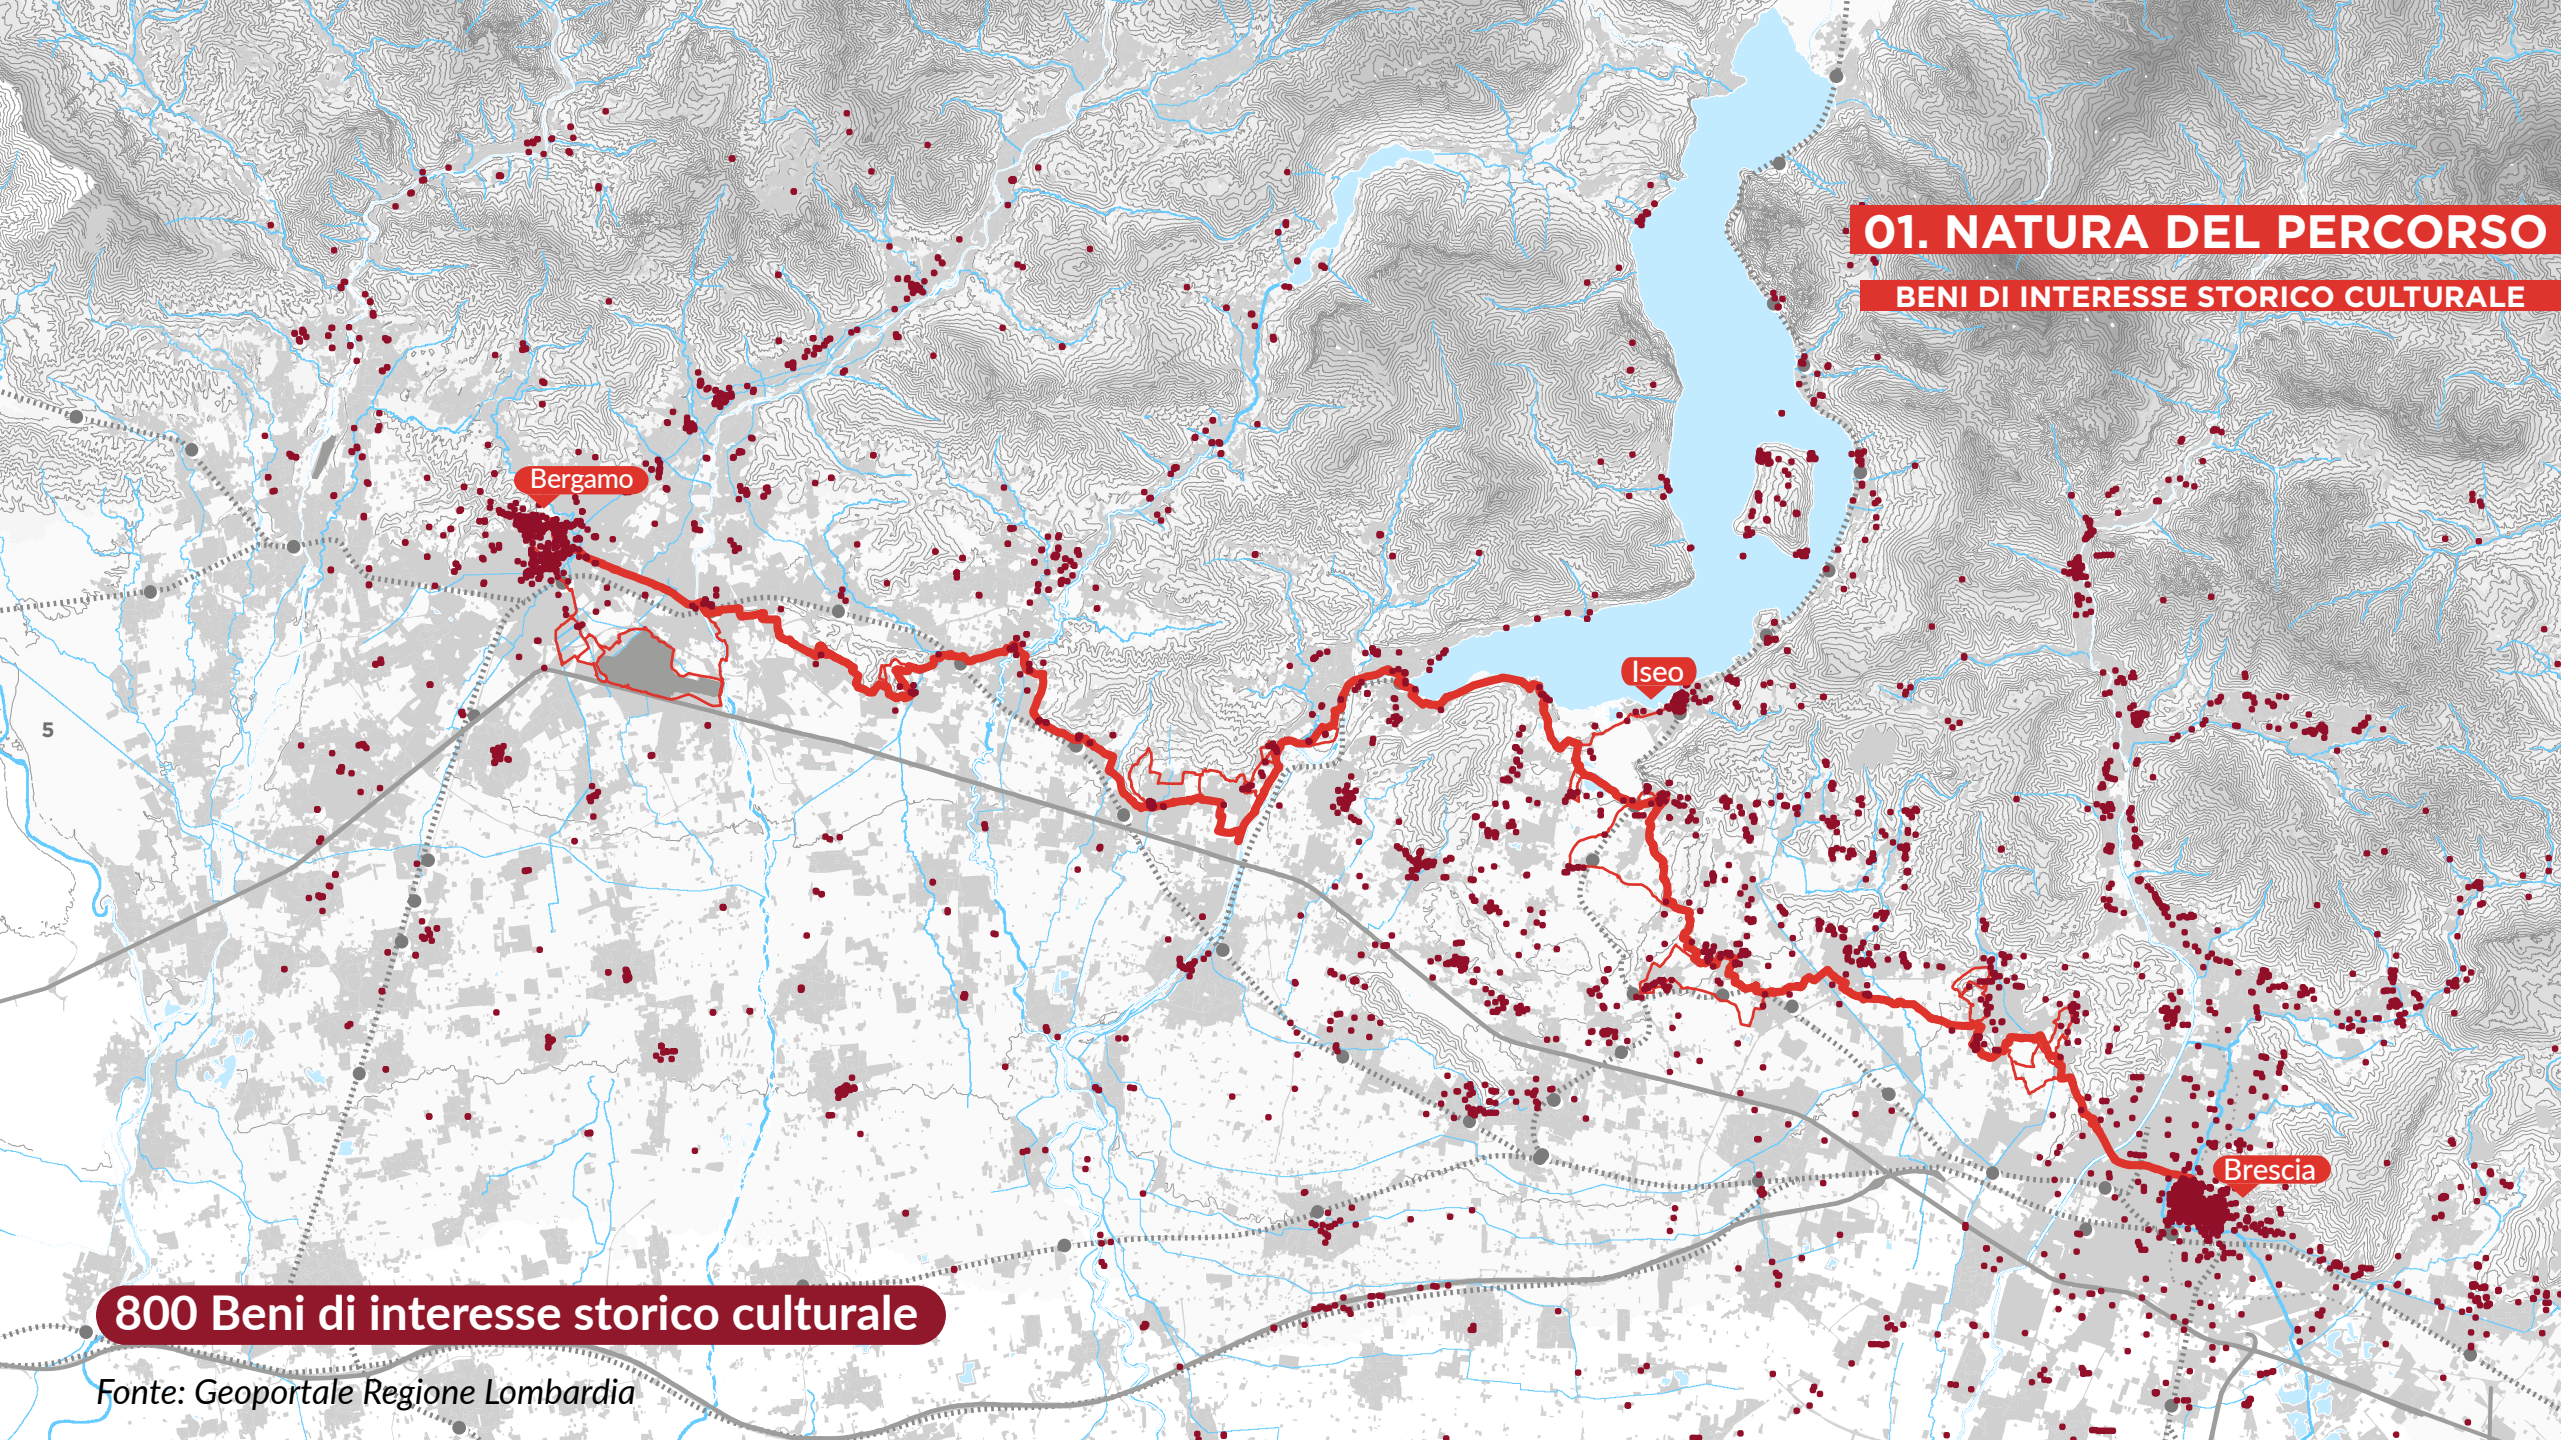 01. NATURA DEL PERCORSO
BENI DI INTERESSE STORICO CULTURALE
Bergamo
Iseo
5
Brescia
800 Beni di interesse storico culturale
Fonte: Geoportale Regione Lombardia